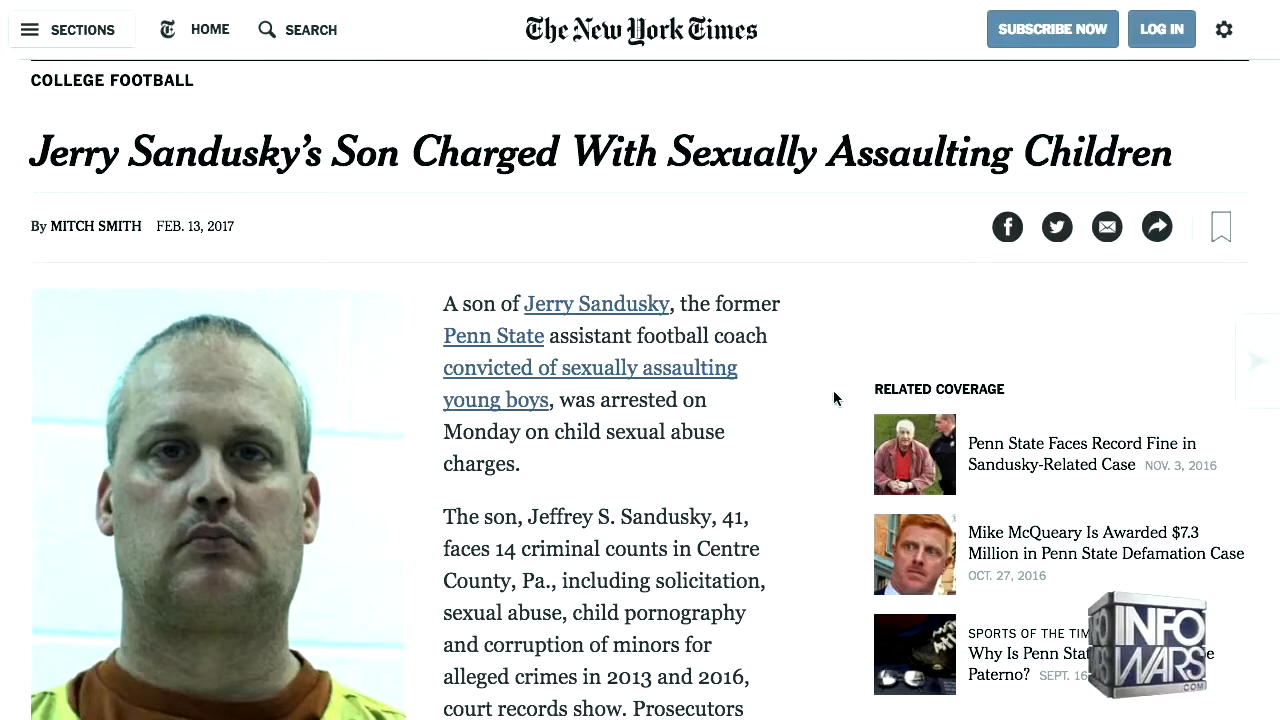 SECTIONS
HOME
SEARCH
The New York Times
SUBSCRIBE NOW
LOG IN
COLLEGE FOOTBALL
Jerry Sandusky's Son Charged With Sexually Assaulting Children
By MITCH SMITH FEB. 13, 2017
A son of Jerry Sandusky, the former
Penn State assistant football coach
convicted of sexually assaulting
young boys, was arrested on
Monday on child sexual abuse
charges.
The son, Jeffrey S. Sandusky, 41,
faces 14 criminal counts in Centre
County, Pa., including solicitation,
sexual abuse, child pornography
and corruption of minors for
alleged crimes in 2013 and 2016,
court records show. Prosecutors
RELATED COVERAGE
Penn State Faces Record Fine in
Sandusky-Related Case NOV. 3, 2016
Mike McQueary Is Awarded $7.3
Million in Penn State Defamation Case
OCT. 27, 2016
SPORTS OF THE TIM
Why Is Penn Stat e
Paterno? SEPT. 16
INFO
WARS
.COM